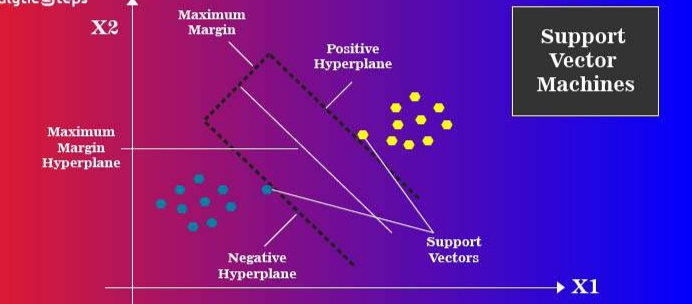 X2
Maximum
Margin
Positive
Hyperplane
Support
Vector
Machines
Maximum
Margin
Hyperplane
Negative
Hyperplane
Support
Vectors
X1